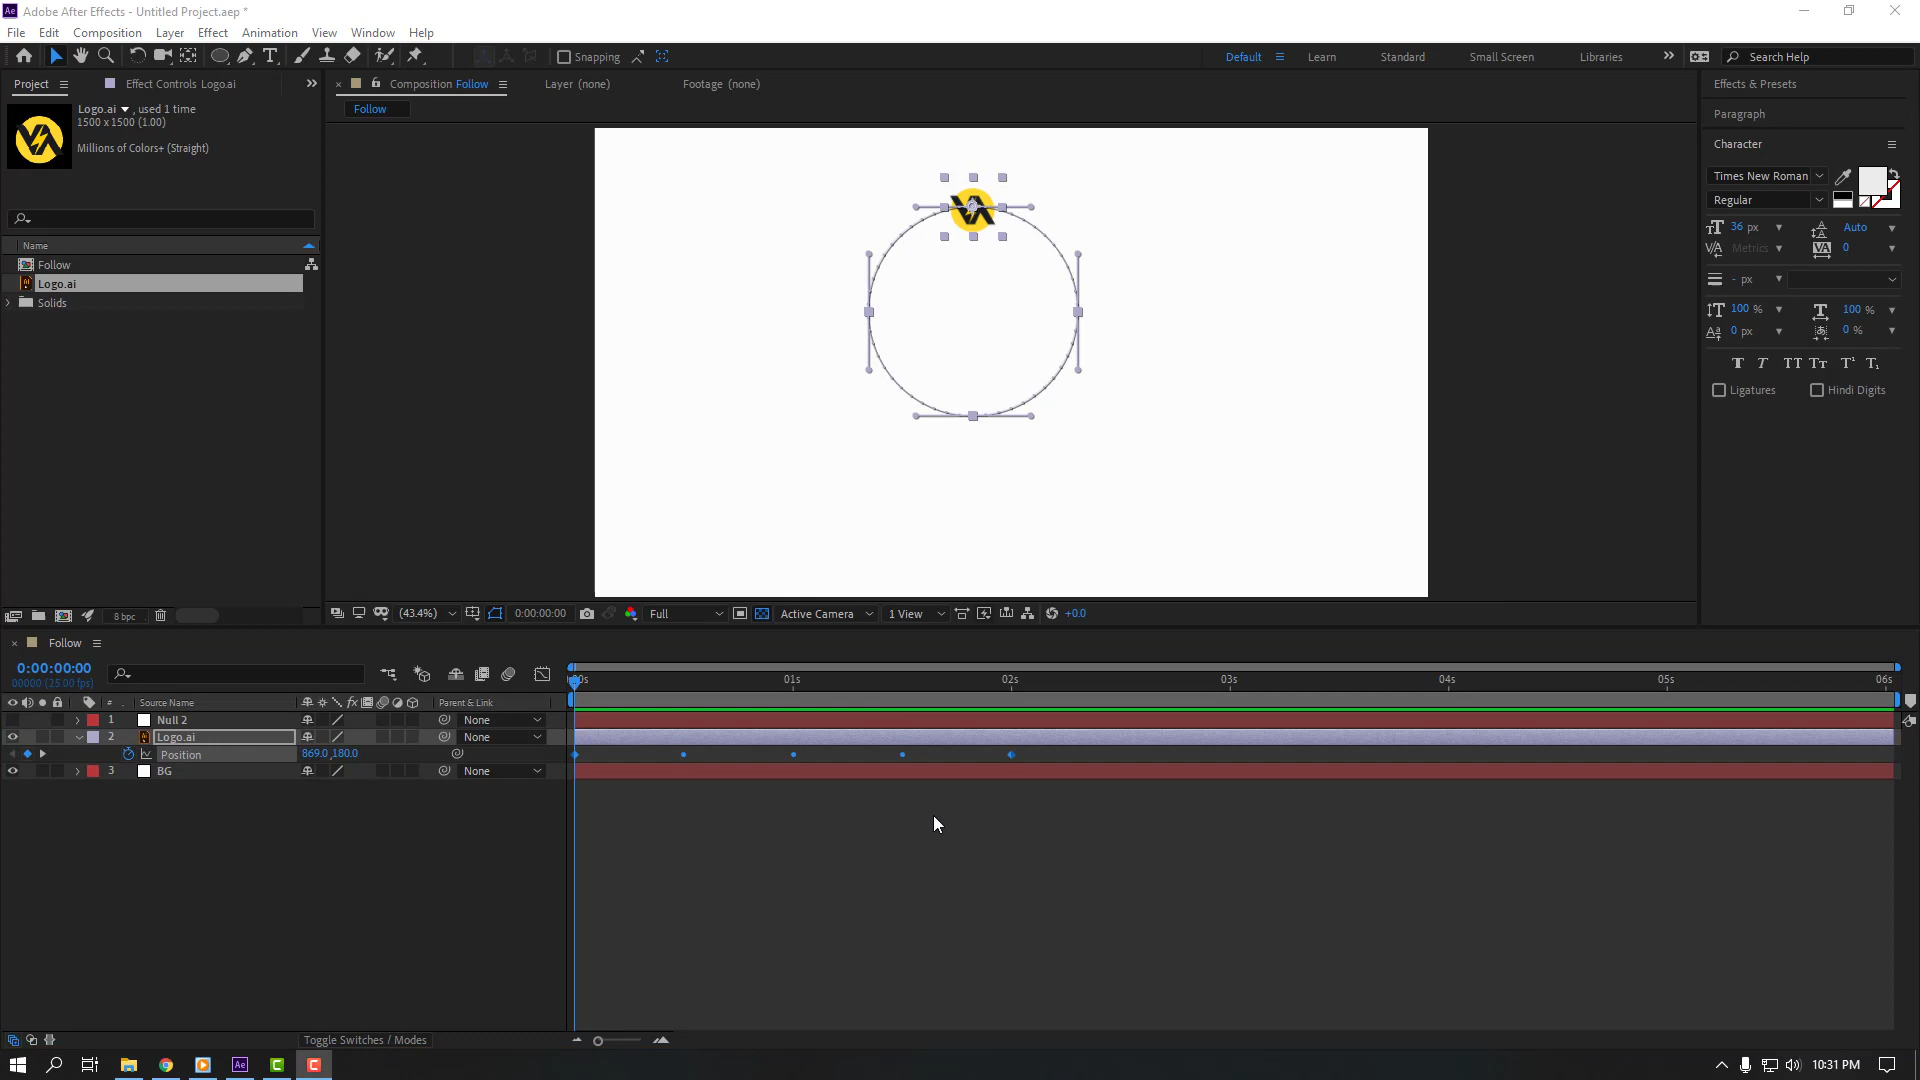 Adobe After Effects - Untitled Project.aep *
File Edit Composition Layer Effect Animation View Window Help
Snapping
Default Learn Standard Small Screen Libraries Search Help
Project Effect Controls Logo.ai
Composition Follow Layer (none) Footage (none)
Follow
Logo.ai , used 1 time
1500 x 1500 (1.00)
Millions of Colors+ (Straight)
Name
Follow
Logo.ai
Solids
8 bpc
VA
(43.4%) 0:00:00:00 Full Active Camera 1 View +0.0
Effects & Presets
Paragraph
Character
Times New Roman
Regular
36 px Auto
Metrics 0
- px
100 % 100 %
0 px 0 %
Ligatures Hindi Digits
Follow
0:00:00:00
00000 (25.00 fps)
# Source Name Parent & Link
1 Null 2 None
2 Logo.ai None
Position 869.0,180.0
3 BG None
00s 01s 02s 03s 04s 05s 06s
Toggle Switches / Modes
10:31 PM